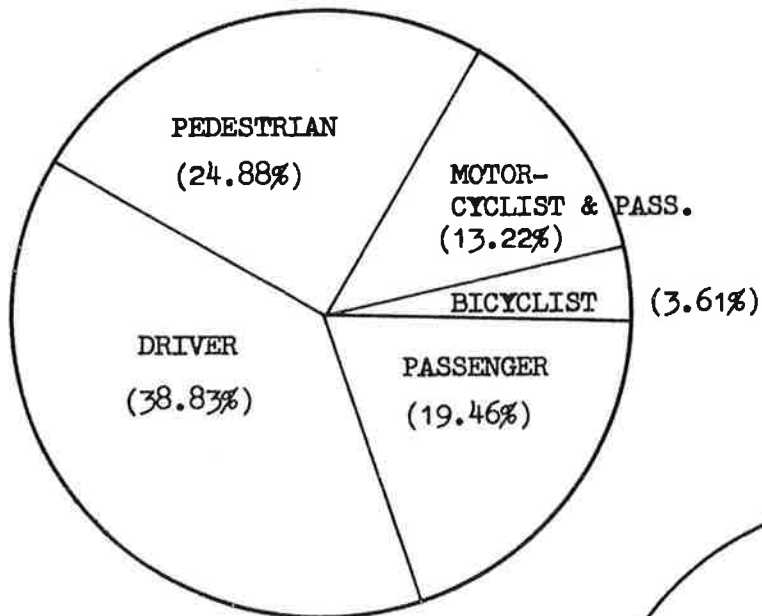 PEDESTRIAN
(24.88%)
MOTOR-
CYCLIST & PASS.
(13.22%)
BICYCLIST (3.61%)
DRIVER
(38.83%)
PASSENGER
(19.46%)